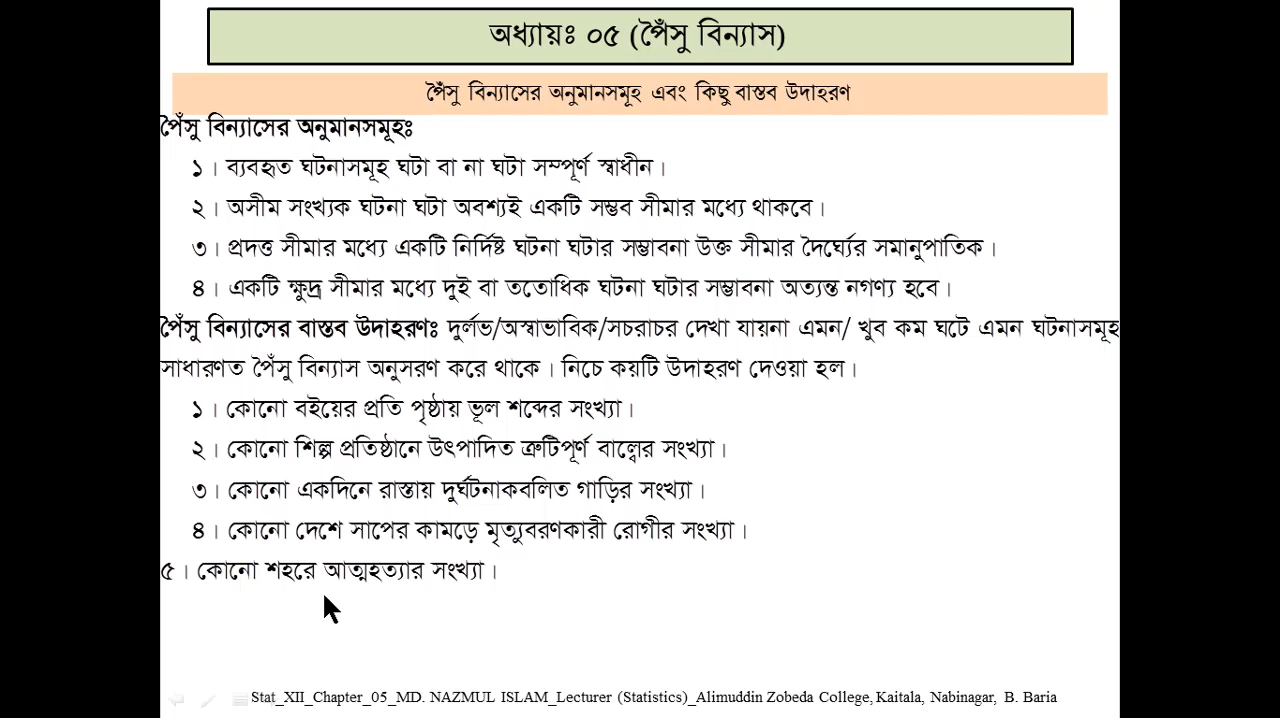 অধ্যায়ঃ ০৫ (পৈঁসু বিন্যাস)
পৈঁসু বিন্যাসের অনুমানসমূহ এবং কিছু বাস্তব উদাহরণ
পৈঁসু বিন্যাসের অনুমানসমূহঃ
১। ব্যবহৃত ঘটনাসমূহ ঘটা বা না ঘটা সম্পূর্ণ স্বাধীন।
২। অসীম সংখ্যক ঘটনা ঘটা অবশ্যই একটি সম্ভব সীমার মধ্যে থাকবে।
৩। প্রদত্ত সীমার মধ্যে একটি নির্দিষ্ট ঘটনা ঘটার সম্ভাবনা উক্ত সীমার দৈর্ঘ্যের সমানুপাতিক।
৪। একটি ক্ষুদ্র সীমার মধ্যে দুই বা ততোধিক ঘটনা ঘটার সম্ভাবনা অত্যন্ত নগণ্য হবে।
পৈঁসু বিন্যাসের বাস্তব উদাহরণঃ দুর্লভ/অস্বাভাবিক/সচরাচর দেখা যায়না এমন/ খুব কম ঘটে এমন ঘটনাসমূহ
সাধারণত পৈঁসু বিন্যাস অনুসরণ করে থাকে। নিচে কয়টি উদাহরণ দেওয়া হল।
১। কোনো বইয়ের প্রতি পৃষ্ঠায় ভূল শব্দের সংখ্যা।
২। কোনো শিল্প প্রতিষ্ঠানে উৎপাদিত ত্রুটিপূর্ণ বাল্বের সংখ্যা।
৩। কোনো একদিনে রাস্তায় দুর্ঘটনাকবলিত গাড়ির সংখ্যা।
৪। কোনো দেশে সাপের কামড়ে মৃত্যুবরণকারী রোগীর সংখ্যা।
৫। কোনো শহরে আত্মহত্যার সংখ্যা।
Stat_XII_Chapter_05_MD. NAZMUL ISLAM_Lecturer (Statistics)_Alimuddin Zobeda College, Kaitala, Nabinagar, B. Baria